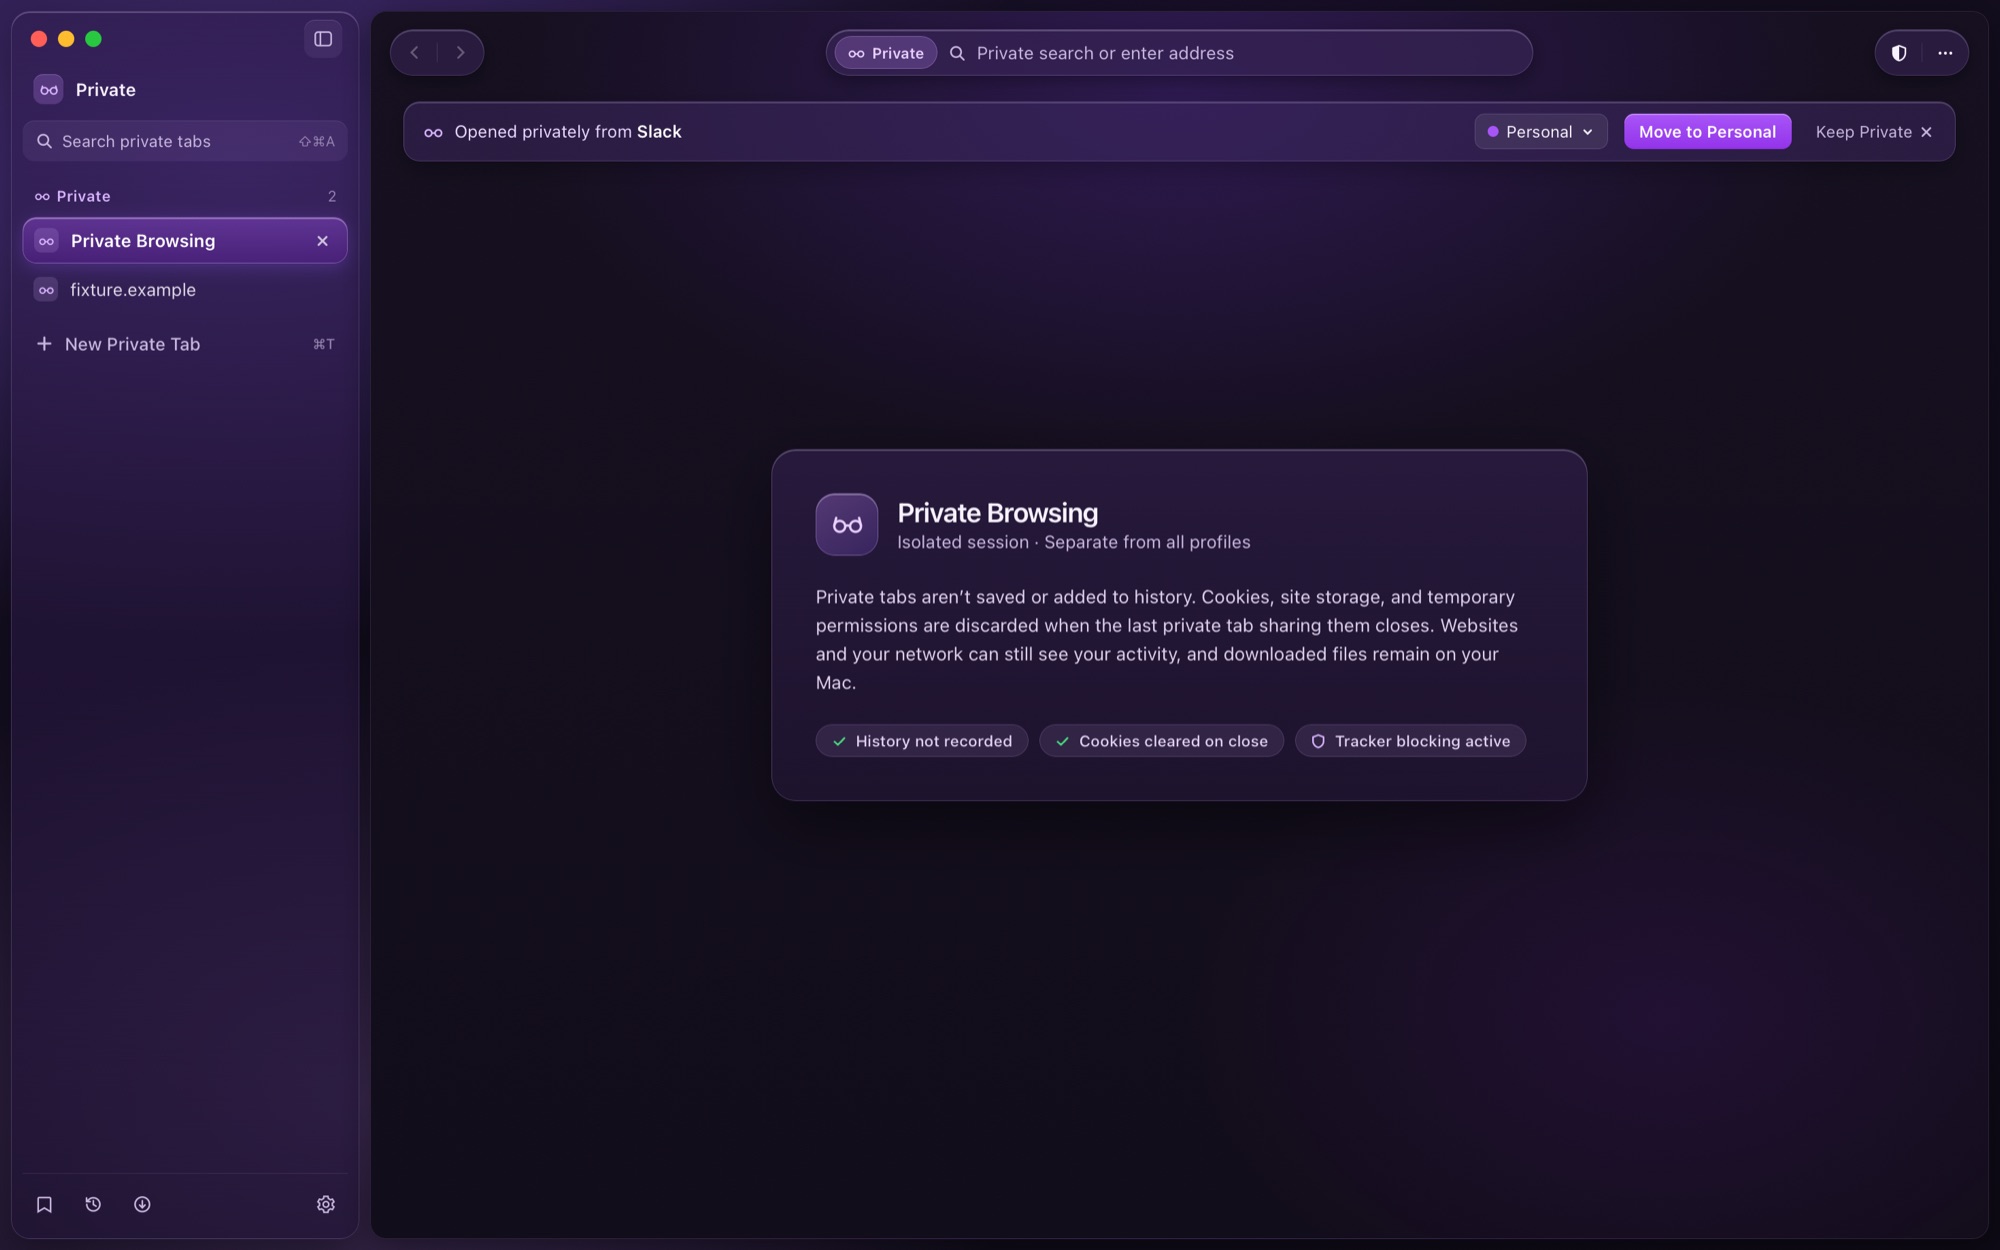 Private
Search private tabs ⇧⌘A
Private 2
Private Browsing
fixture.example
New Private Tab ⌘T
Private Private search or enter address
Opened privately from Slack
Personal
Move to Personal
Keep Private
Private Browsing
Isolated session · Separate from all profiles
Private tabs aren’t saved or added to history. Cookies, site storage, and temporary
permissions are discarded when the last private tab sharing them closes. Websites
and your network can still see your activity, and downloaded files remain on your
Mac.
History not recorded
Cookies cleared on close
Tracker blocking active